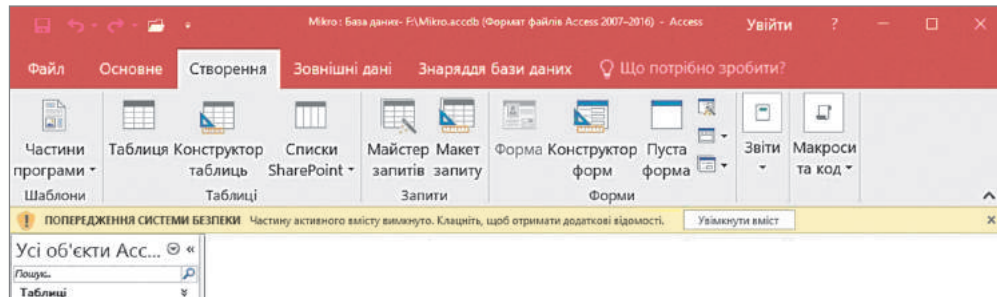 Mikro : База даних- F:\Mikro.accdb (Формат файлів Access 2007–2016) - Access Увійти ?
Файл Основне Створення Зовнішні дані Знаряддя бази даних Що потрібно зробити?
Частини програми
Таблиця
Конструктор таблиць
Списки SharePoint
Майстер запитів
Макет запиту
Форма
Конструктор форм
Пуста форма
Звіти
Макроси та код
Шаблони Таблиці Запити Форми
! ПОПЕРЕДЖЕННЯ СИСТЕМИ БЕЗПЕКИ Частину активного вмісту вимкнуто. Клацніть, щоб отримати додаткові відомості. Увімкнути вміст
Усі об'єкти Acc... «
Пошук..
Таблиці